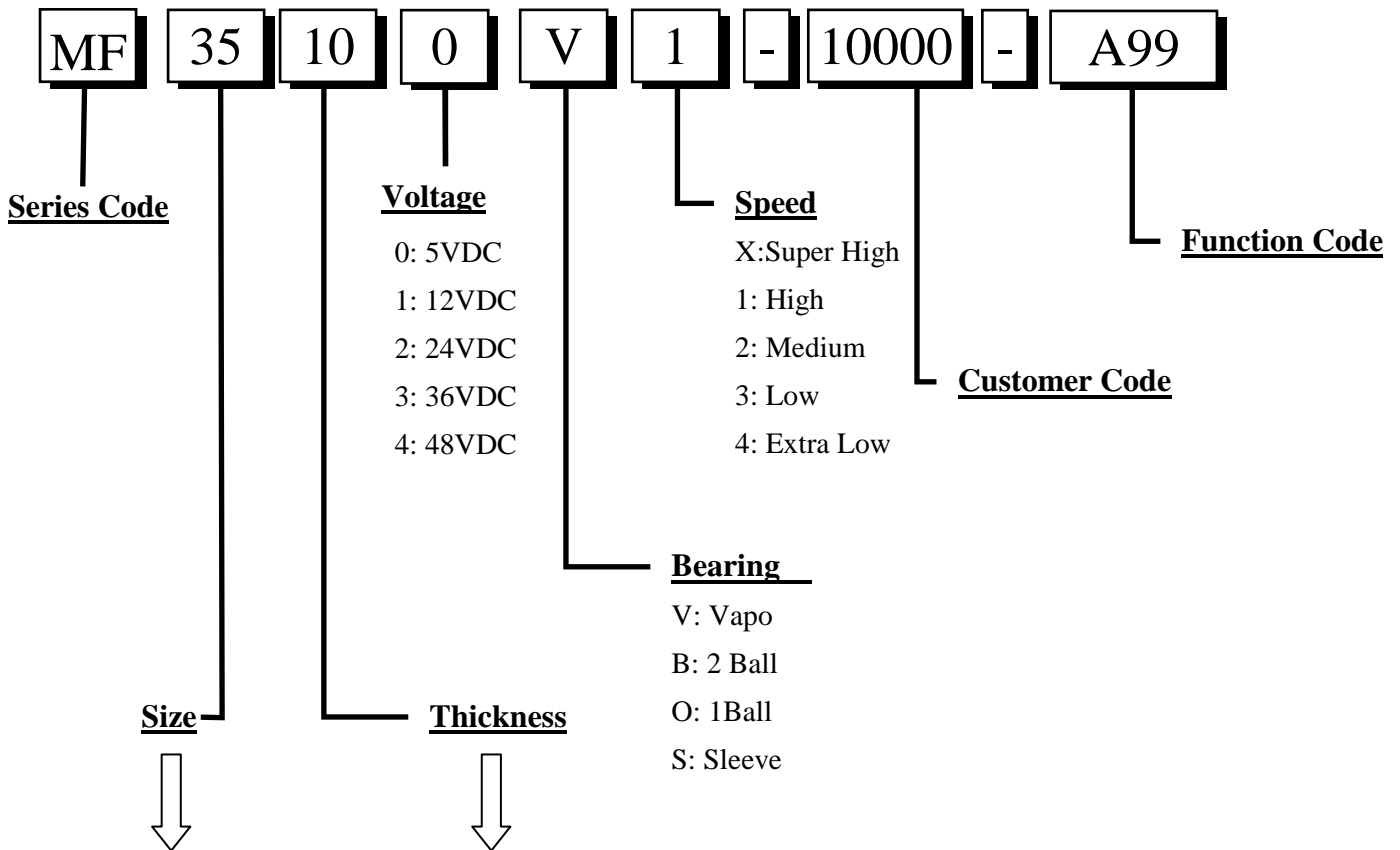 MF 35 10 0 V 1 - 10000 - A99
Series Code
Voltage
0: 5VDC
1: 12VDC
2: 24VDC
3: 36VDC
4: 48VDC
Speed
X:Super High
1: High
2: Medium
3: Low
4: Extra Low
Function Code
Customer Code
Bearing
V: Vapo
B: 2 Ball
O: 1Ball
S: Sleeve
Size
Thickness